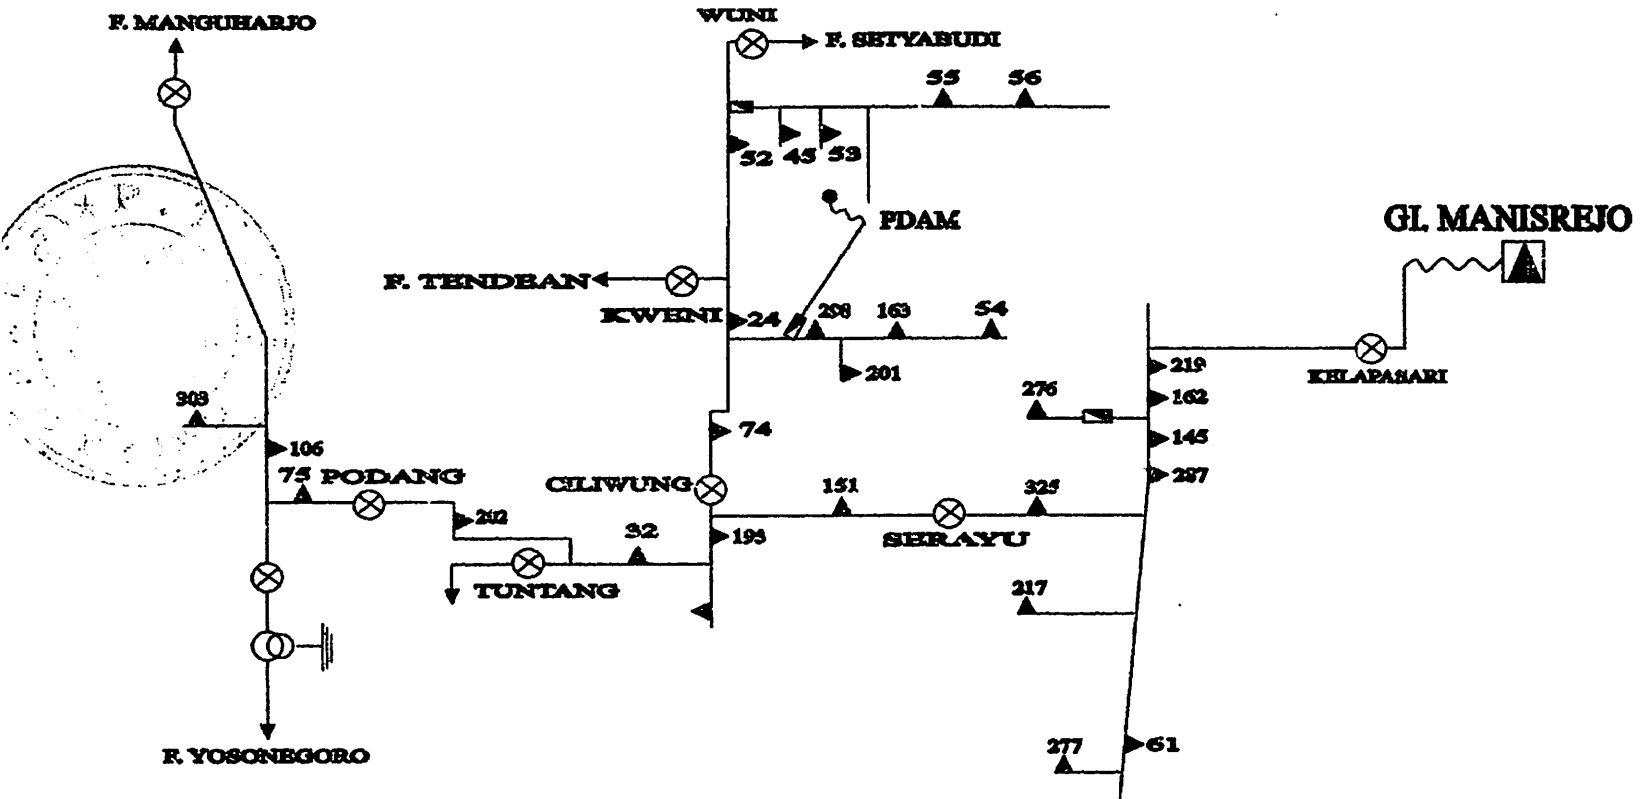 WUNI
F. MANGUHARJO
F. SETYABUDI
55
56
52
45
53
PDAM
GI. MANISREJO
F. TENDEAN
KWENI
24
298
163
54
201
219
KELAPASARI
276
162
303
106
74
145
75
PODANG
CILIWUNG
151
325
287
202
32
193
SERAYU
TUNTANG
217
F. YOSONEGORO
277
61